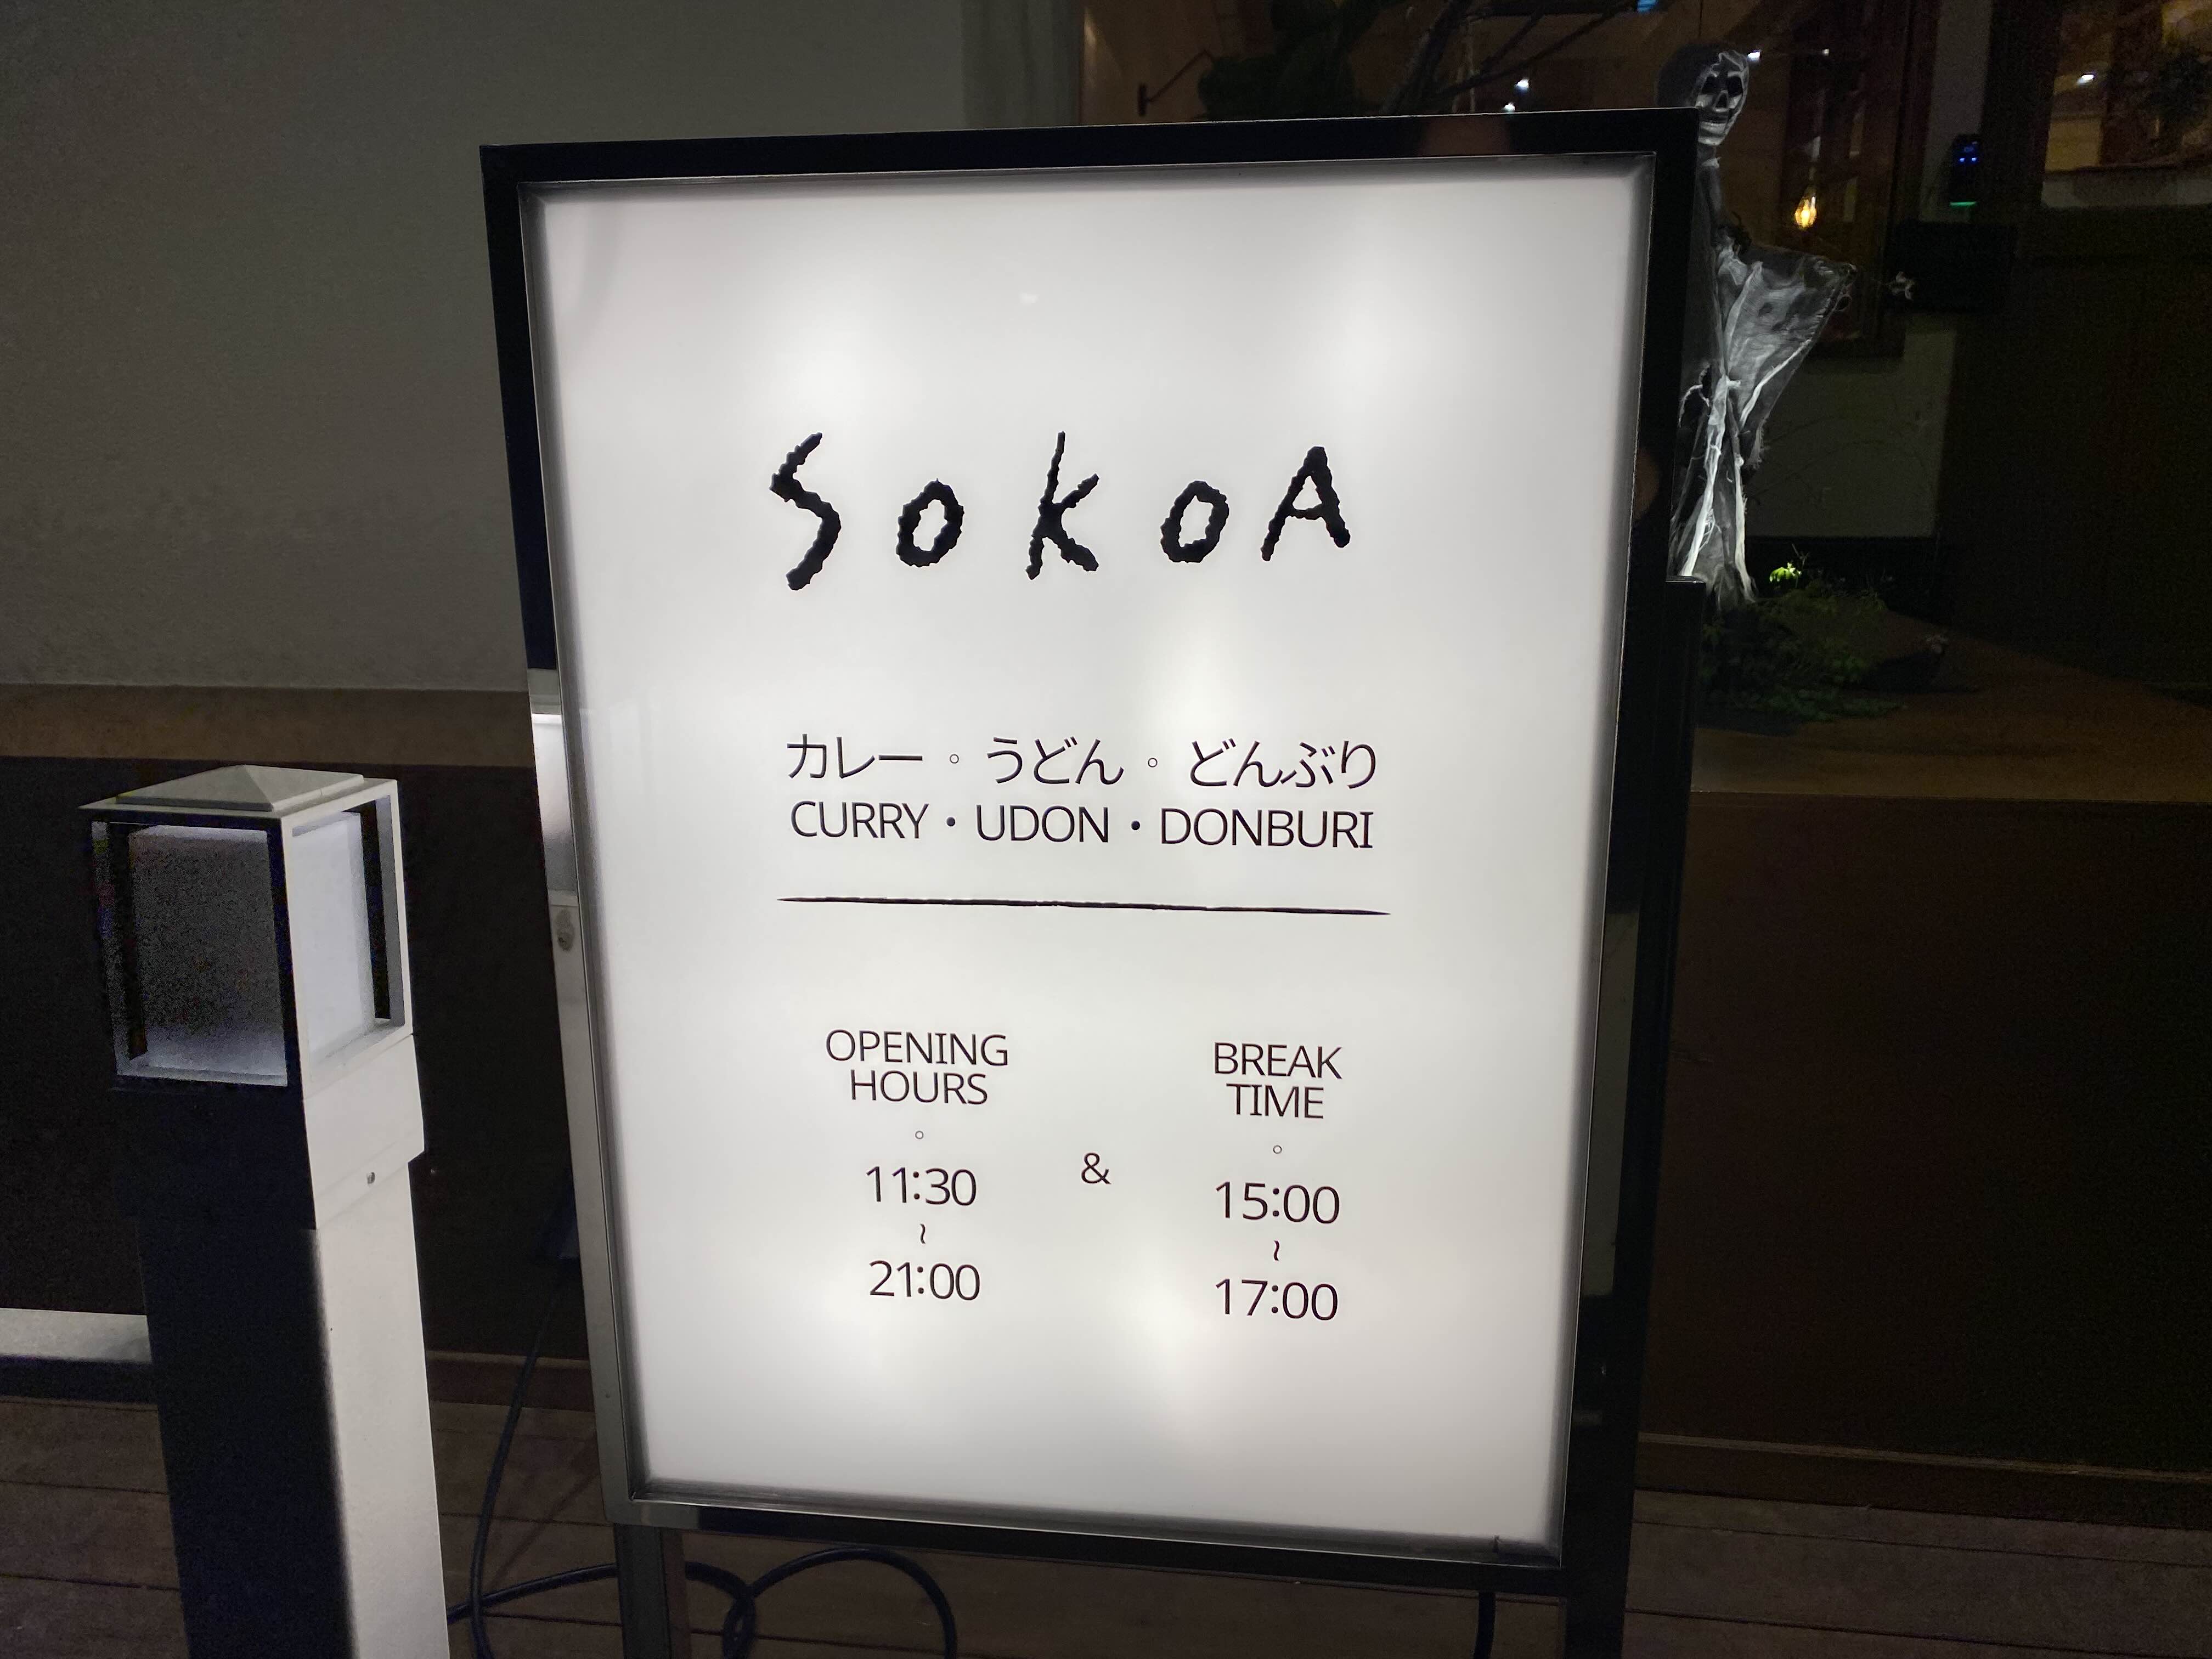 SokoA
カレー。うどん。どんぶり
CURRY・UDON・DONBURI
OPENING
HOURS
11:30
~
21:00
&
BREAK
TIME
15:00
~
17:00